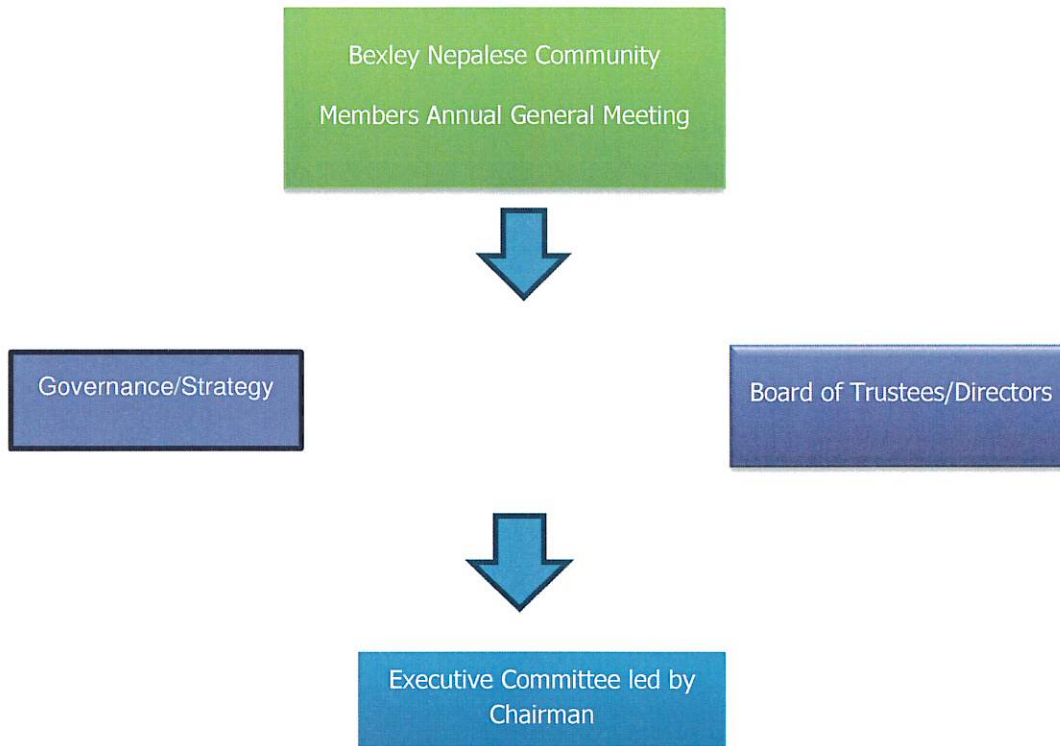 Bexley Nepalese Community
Members Annual General Meeting
Governance/Strategy
Board of Trustees/Directors
Executive Committee led by
Chairman